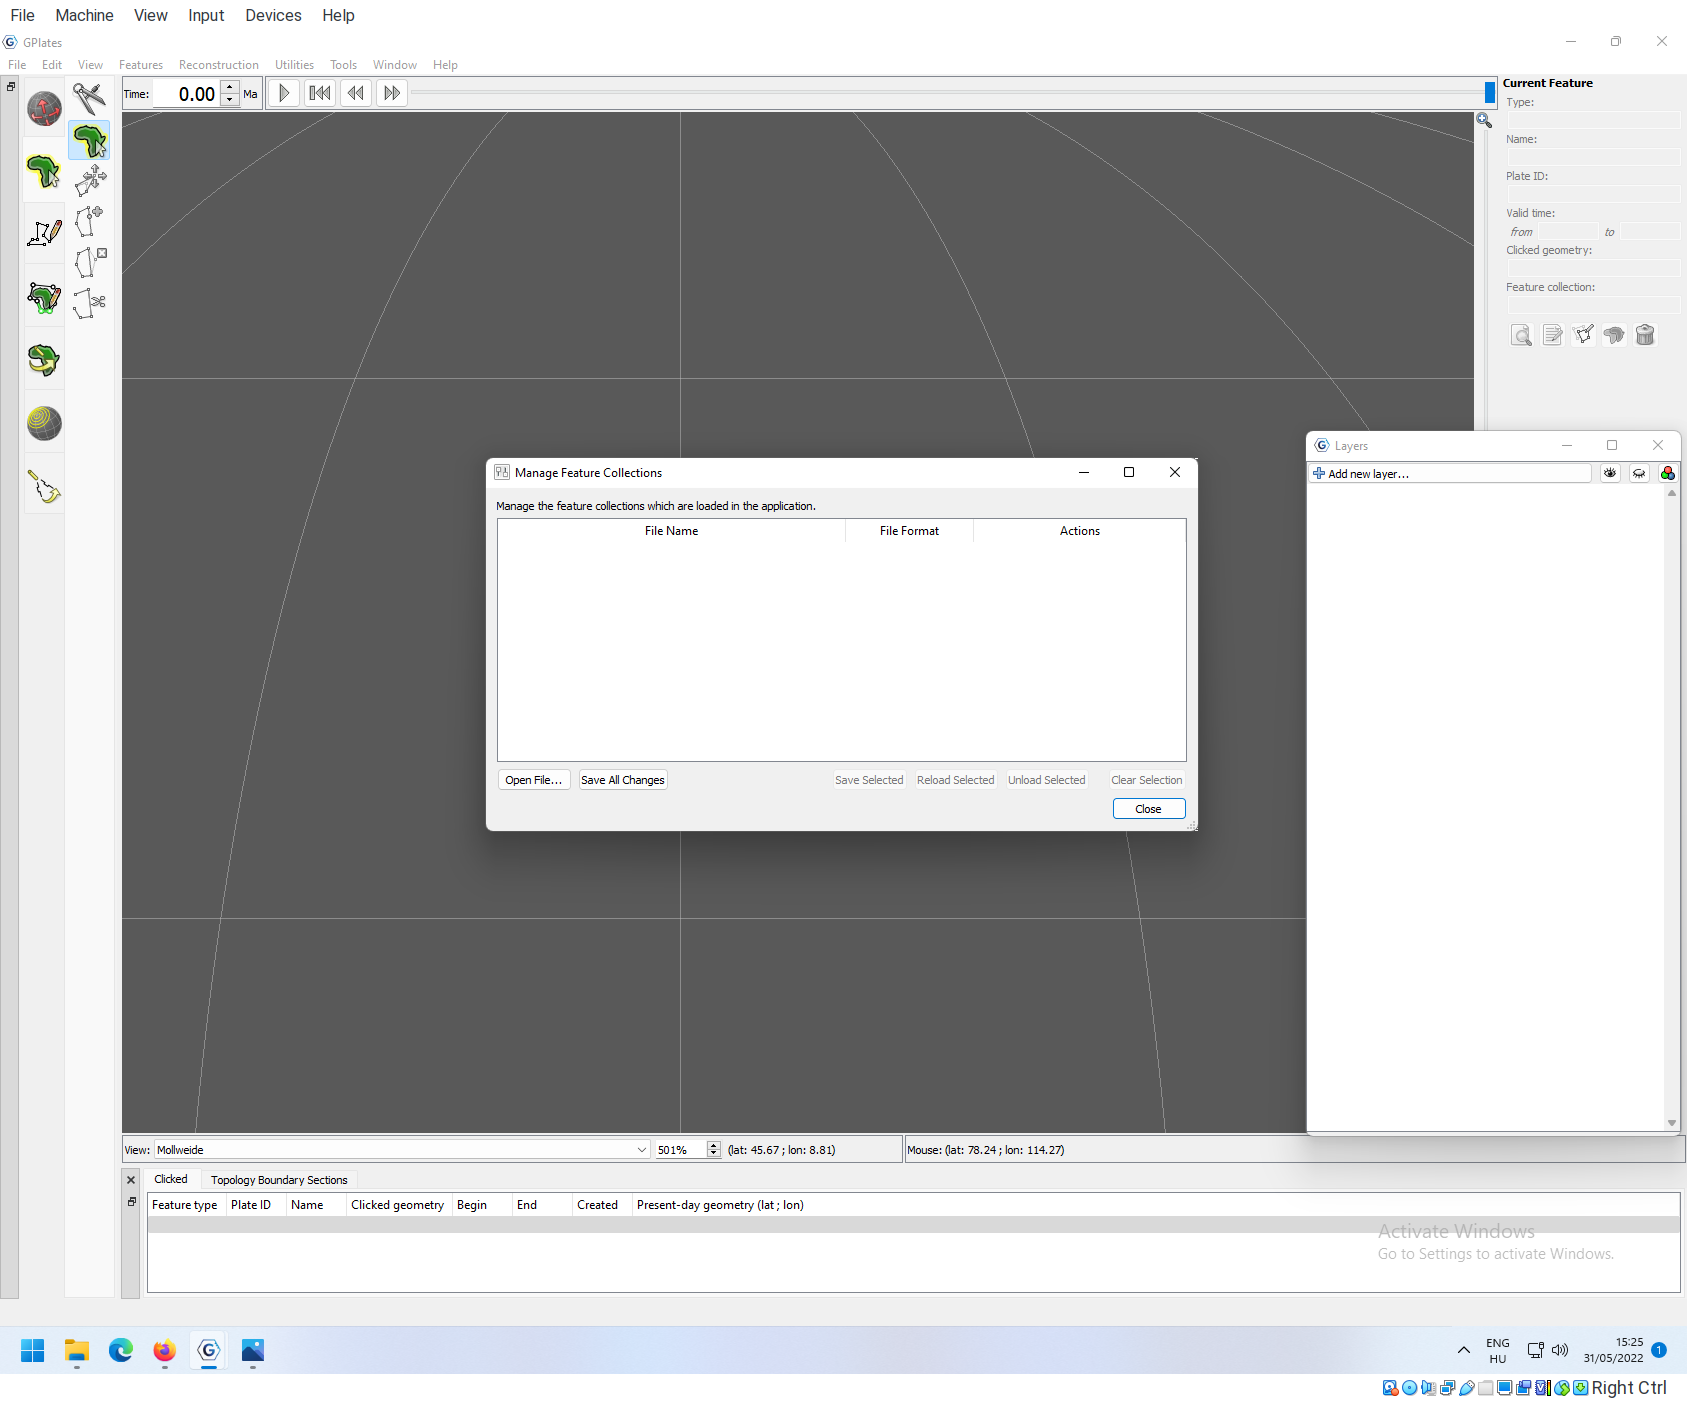 File Machine View Input Devices Help
GPlates
File Edit View Features Reconstruction Utilities Tools Window Help
Time: 0.00 Ma
Current Feature
Type:
Name:
Plate ID:
Valid time:
from to
Clicked geometry:
Feature collection:
Layers
Add new layer...
Manage Feature Collections
Manage the feature collections which are loaded in the application.
File Name File Format Actions
Open File... Save All Changes Save Selected Reload Selected Unload Selected Clear Selection
Close
View: Mollweide 501% (lat: 45.67 ; lon: 8.81) Mouse: (lat: 78.24 ; lon: 114.27)
Clicked Topology Boundary Sections
Feature type Plate ID Name Clicked geometry Begin End Created Present-day geometry (lat ; lon)
Activate Windows
Go to Settings to activate Windows.
ENG
HU
15:25
31/05/2022
1
Right Ctrl